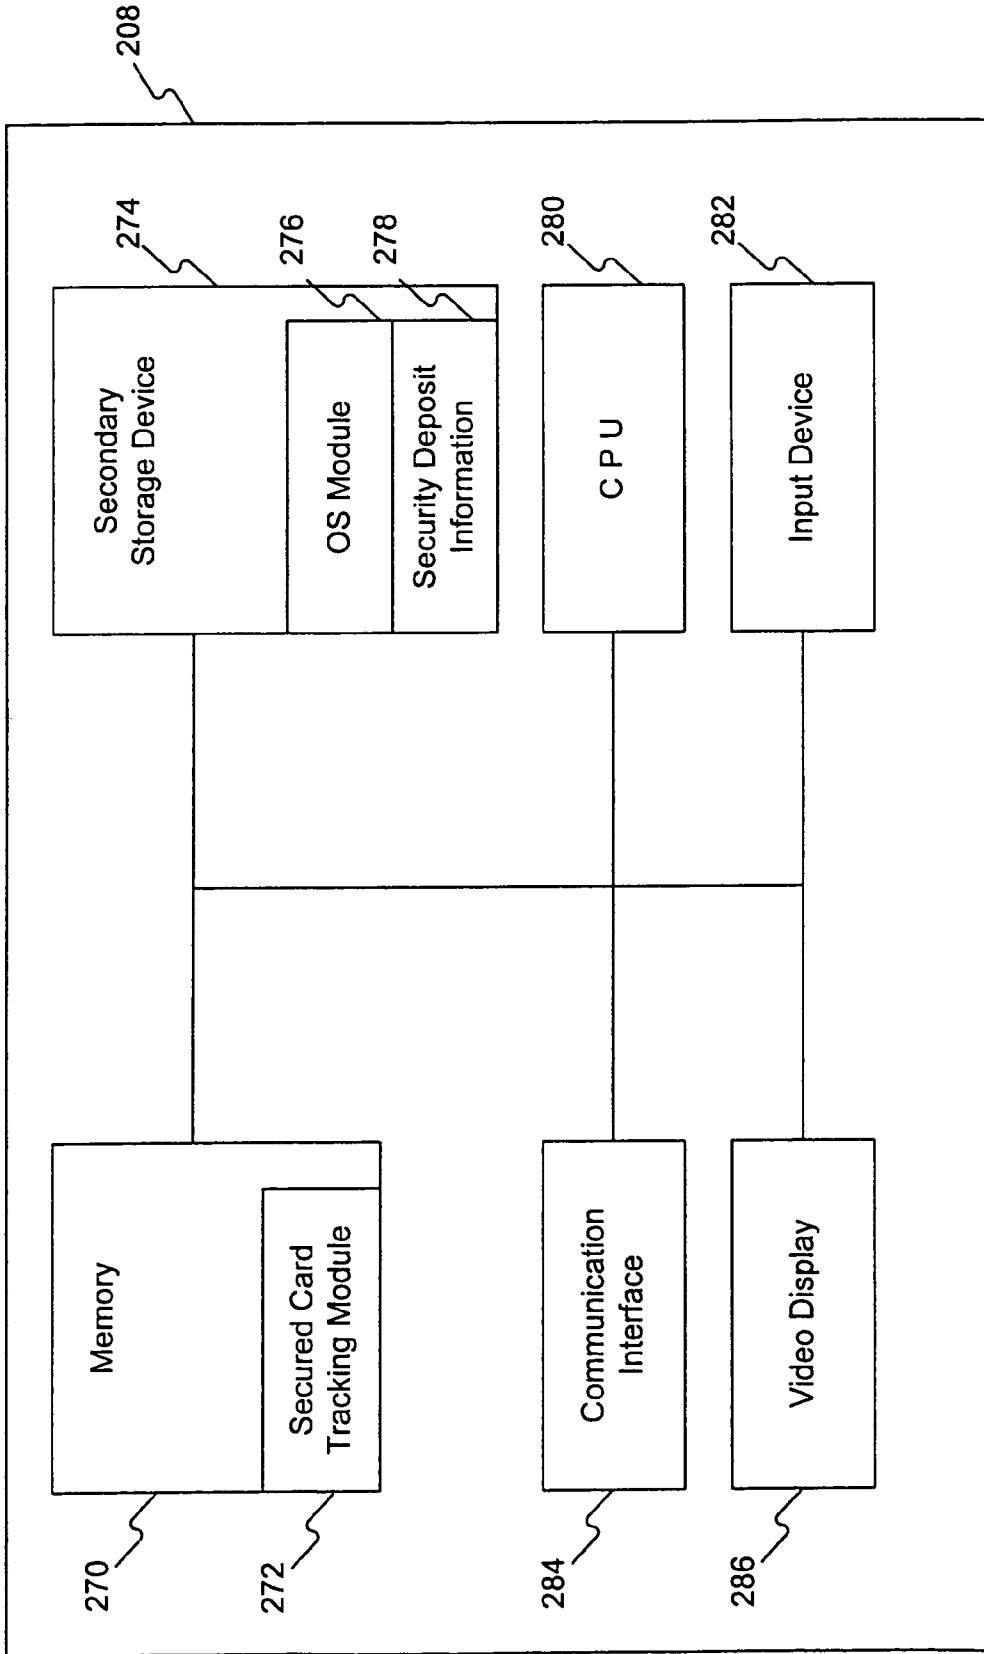 208
270
Memory
272
Secured Card
Tracking Module
274
Secondary
Storage Device
276
OS Module
278
Security Deposit
Information
284
Communication
Interface
280
C P U
286
Video Display
282
Input Device